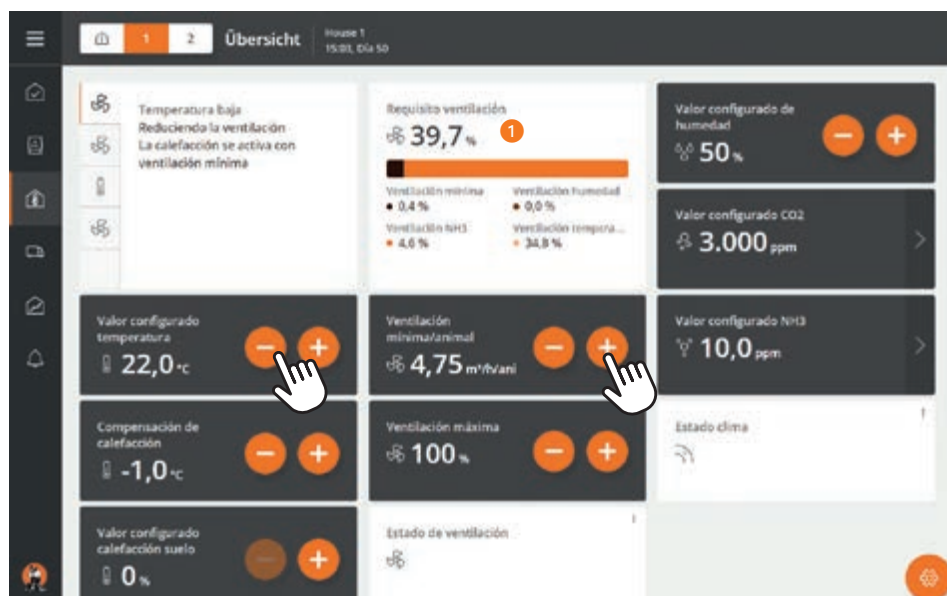 1
2
Übersicht
House 1
15:03, Día 50
Temperatura baja
Reduciendo la ventilación
La calefacción se activa con
ventilación mínima
Requisito ventilación
39,7 %
1
Ventilación mínima
Ventilación humedad
0,4 %
0,0 %
Ventilación NH3
Ventilación tempera...
4,6 %
34,8 %
Valor configurado de
humedad
50 %
Valor configurado CO2
3.000 ppm
Valor configurado
temperatura
22,0 °C
Ventilación
mínima/animal
4,75 m³/h/ani
Valor configurado NH3
10,0 ppm
Compensación de
calefacción
-1,0 °C
Ventilación máxima
100 %
Estado clima
Valor configurado
calefacción suelo
0 %
Estado de ventilación